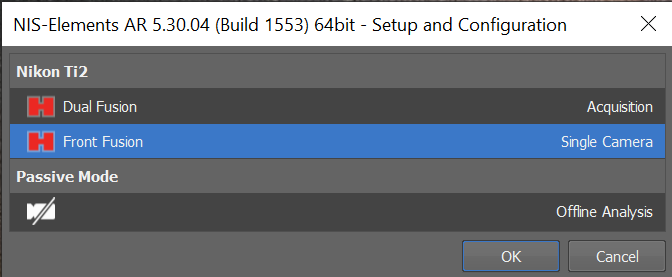 NIS-Elements AR 5.30.04 (Build 1553) 64bit - Setup and Configuration
Nikon Ti2
Dual Fusion Acquisition
Front Fusion Single Camera
Passive Mode
Offline Analysis
OK Cancel